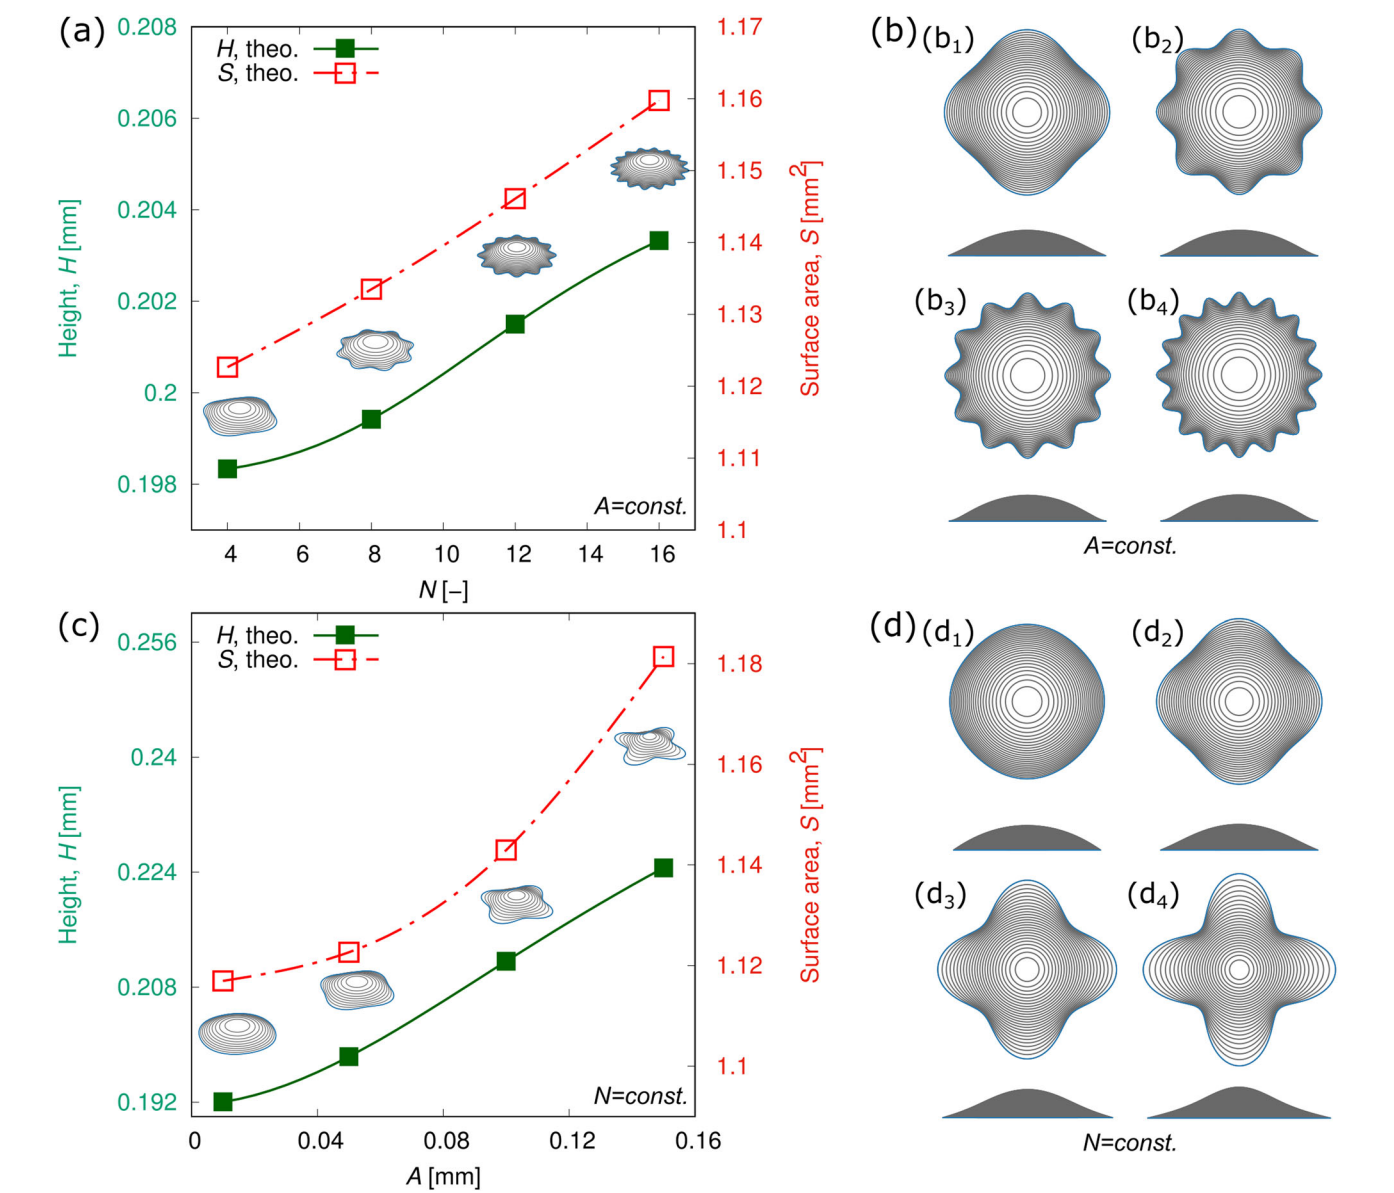 (a)
H, theo.
S, theo.
0.208
0.206
0.204
0.202
0.2
0.198
Height, H [mm]
1.17
1.16
1.15
1.14
1.13
1.12
1.11
1.1
Surface area, S [mm²]
A=const.
4 6 8 10 12 14 16
N [–]
(b)
(b₁)
(b₂)
(b₃)
(b₄)
A=const.
(c)
H, theo.
S, theo.
0.256
0.24
0.224
0.208
0.192
Height, H [mm]
1.18
1.16
1.14
1.12
1.1
Surface area, S [mm²]
N=const.
0 0.04 0.08 0.12 0.16
A [mm]
(d)
(d₁)
(d₂)
(d₃)
(d₄)
N=const.